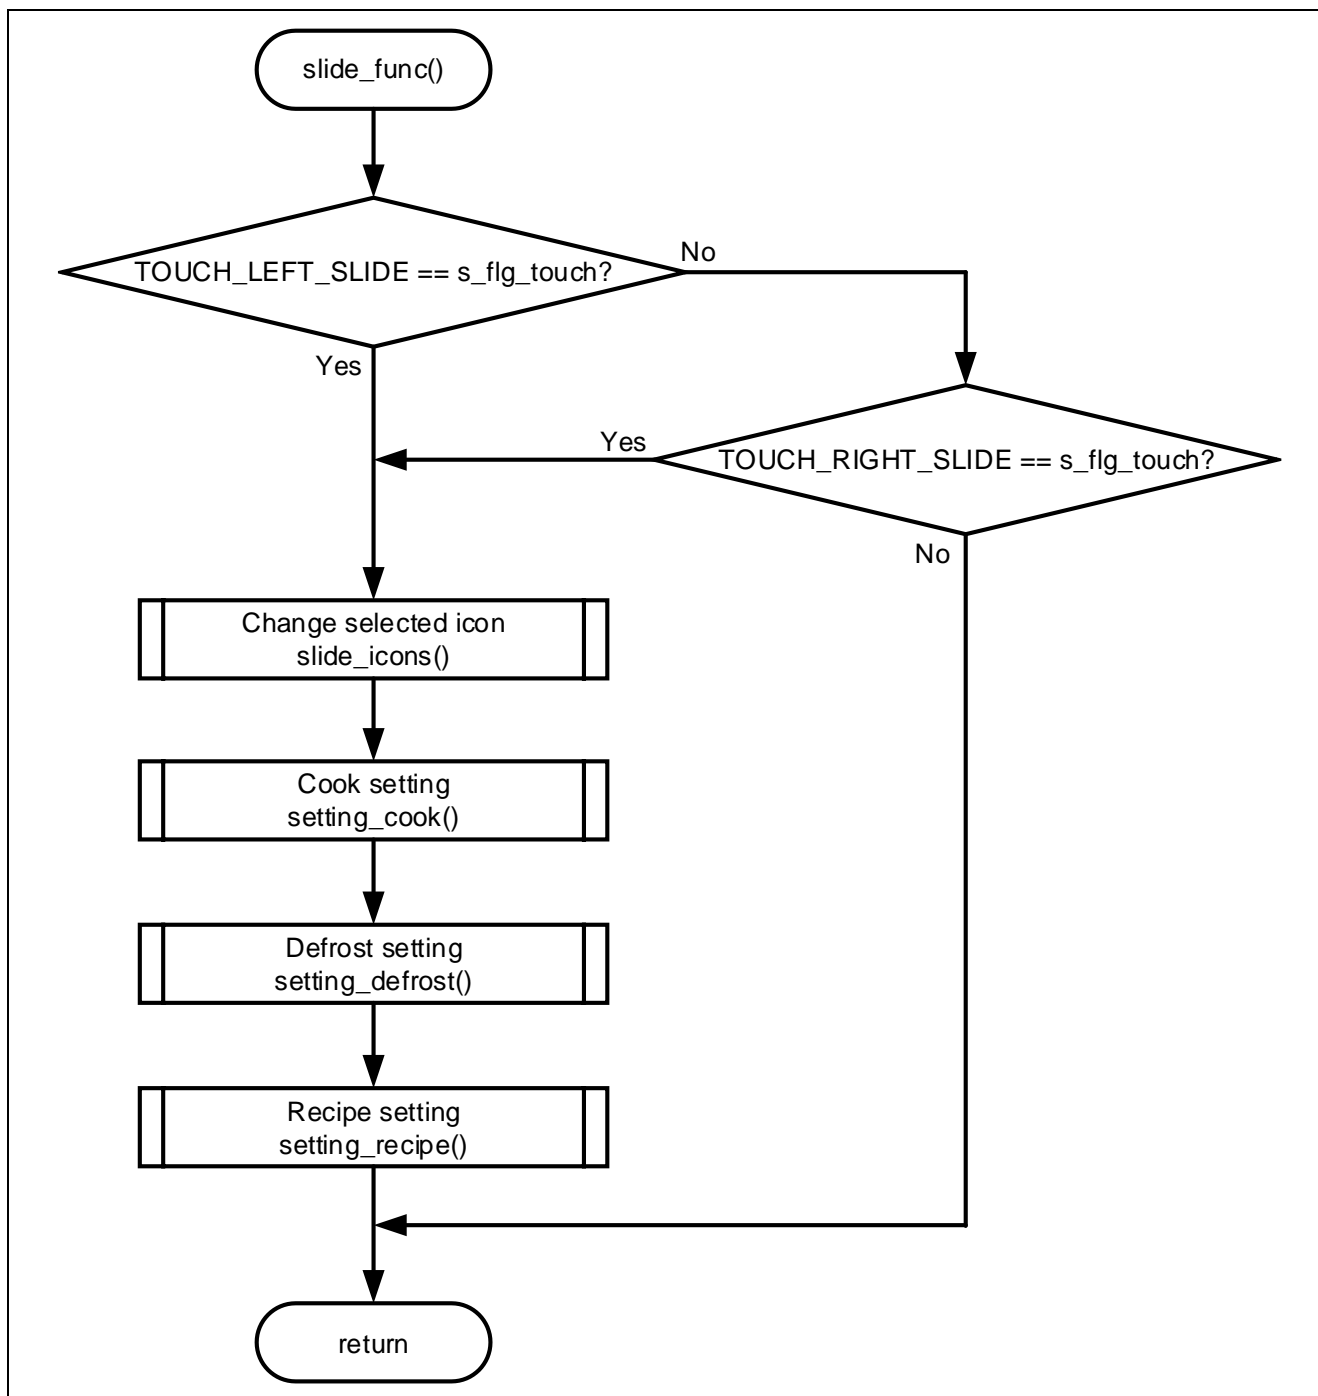 slide_func()
TOUCH_LEFT_SLIDE == s_flg_touch?
No
Yes
Yes
TOUCH_RIGHT_SLIDE == s_flg_touch?
No
Change selected icon
slide_icons()
Cook setting
setting_cook()
Defrost setting
setting_defrost()
Recipe setting
setting_recipe()
return